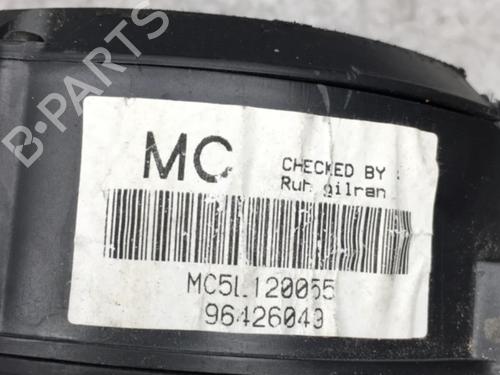 B-PARTS
MC
CHECKED BY :
Ruh gilran
MC5L120055
96426049